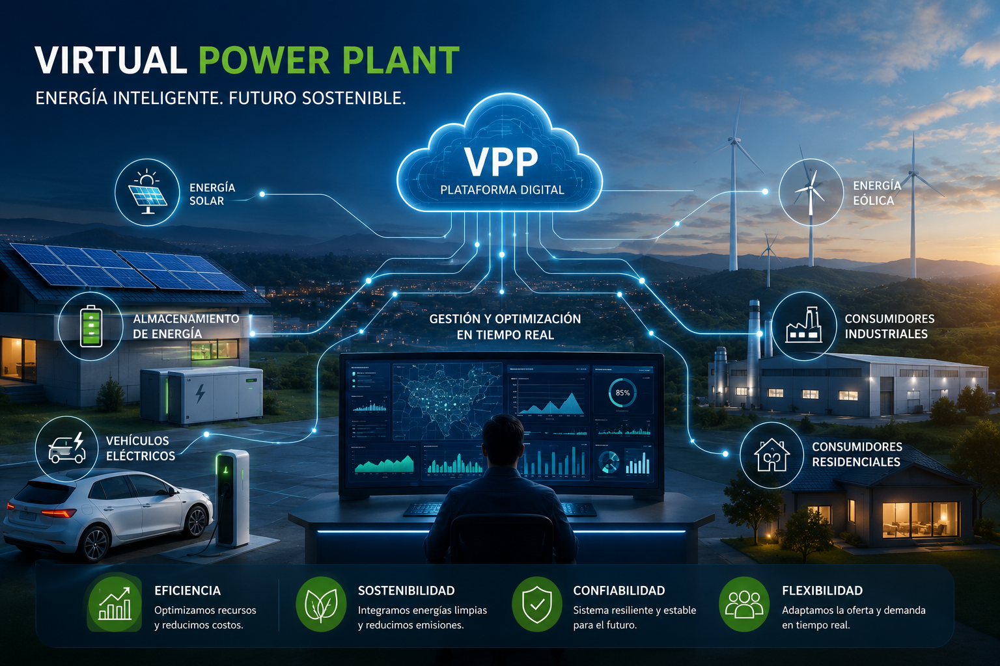 VIRTUAL POWER PLANT
ENERGÍA INTELIGENTE. FUTURO SOSTENIBLE.
VPP
PLATAFORMA DIGITAL
ENERGÍA
SOLAR
ENERGÍA
EÓLICA
ALMACENAMIENTO
DE ENERGÍA
GESTIÓN Y OPTIMIZACIÓN
EN TIEMPO REAL
CONSUMIDORES
INDUSTRIALES
85%
VEHÍCULOS
ELÉCTRICOS
CONSUMIDORES
RESIDENCIALES
EFICIENCIA
Optimizamos recursos
y reducimos costos.
SOSTENIBILIDAD
Integramos energías limpias
y reducimos emisiones.
CONFIABILIDAD
Sistema resiliente y estable
para el futuro.
FLEXIBILIDAD
Adaptamos la oferta y demanda
en tiempo real.